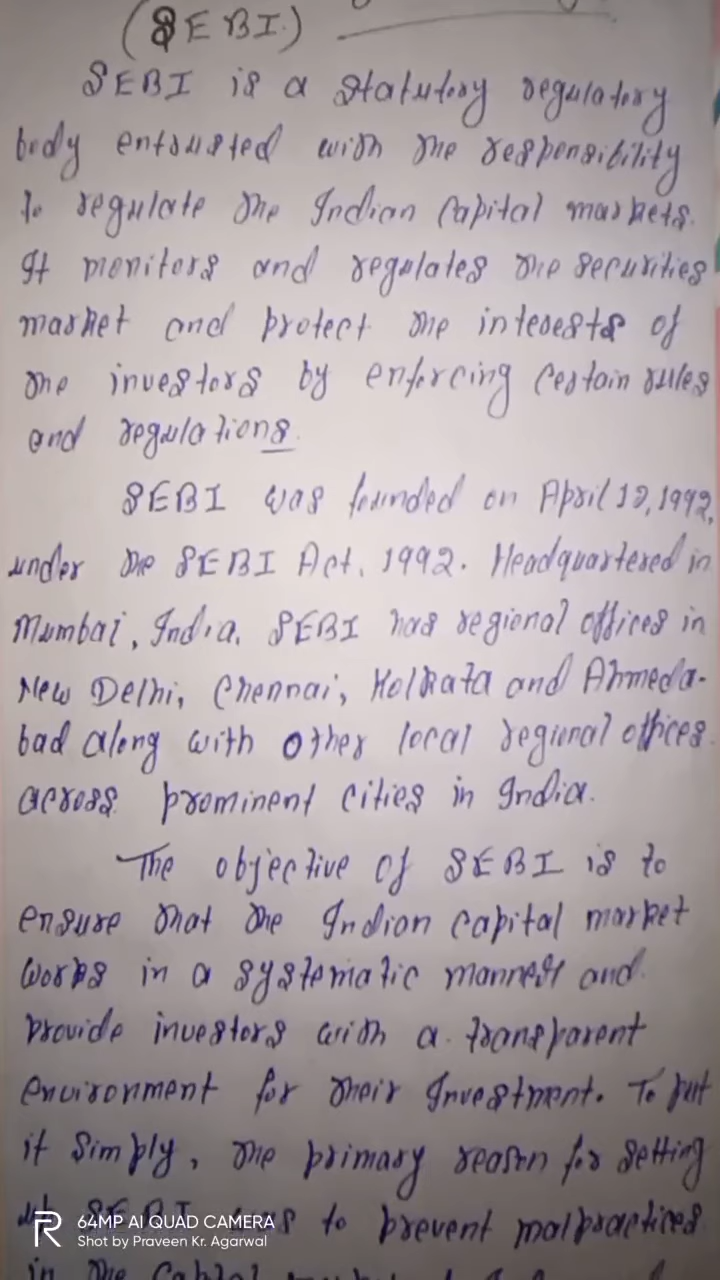 (SEBI.)
SEBI is a statutory regulatory
body entrusted with the responsibility
to regulate the Indian Capital markets.
It monitors and regulates the securities
market and protect the interests of
the investors by enforcing certain rules
and regulations.
SEBI was founded on April 12, 1992,
under the SEBI Act, 1992. Headquartered in
Mumbai, India. SEBI has regional offices in
New Delhi, Chennai, Kolkata and Ahmeda-
bad along with other local regional offices
across prominent cities in India.
The objective of SEBI is to
ensure that the Indian Capital market
works in a systematic manner and
provide investors with a transparent
environment for their Investment. To put
it simply, the primary reason for setting
up SEBI was to prevent malpractices
in the Capital
64MP AI QUAD CAMERA
Shot by Praveen Kr. Agarwal